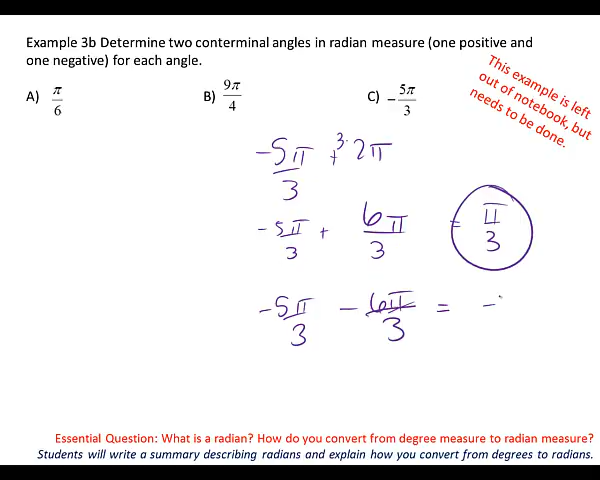 Example 3b Determine two conterminal angles in radian measure (one positive and
one negative) for each angle.
This example is left
out of notebook, but
needs to be done.
A) π/6 B) 9π/4 C) -5π/3
-5π/3 + 3· 2π
-5π/3 + 6π/3 = π/3
-5π/3 - 6π/3 = -
Essential Question: What is a radian? How do you convert from degree measure to radian measure?
Students will write a summary describing radians and explain how you convert from degrees to radians.